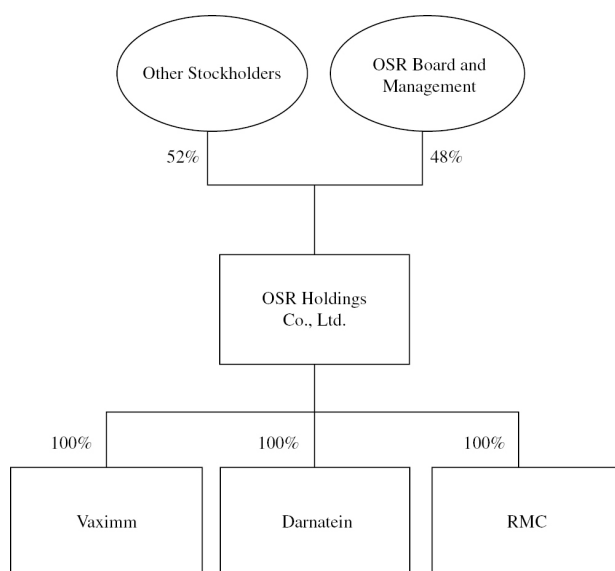 Other Stockholders
OSR Board and
Management
52%
48%
OSR Holdings
Co., Ltd.
100%
100%
100%
Vaximm
Darnatein
RMC